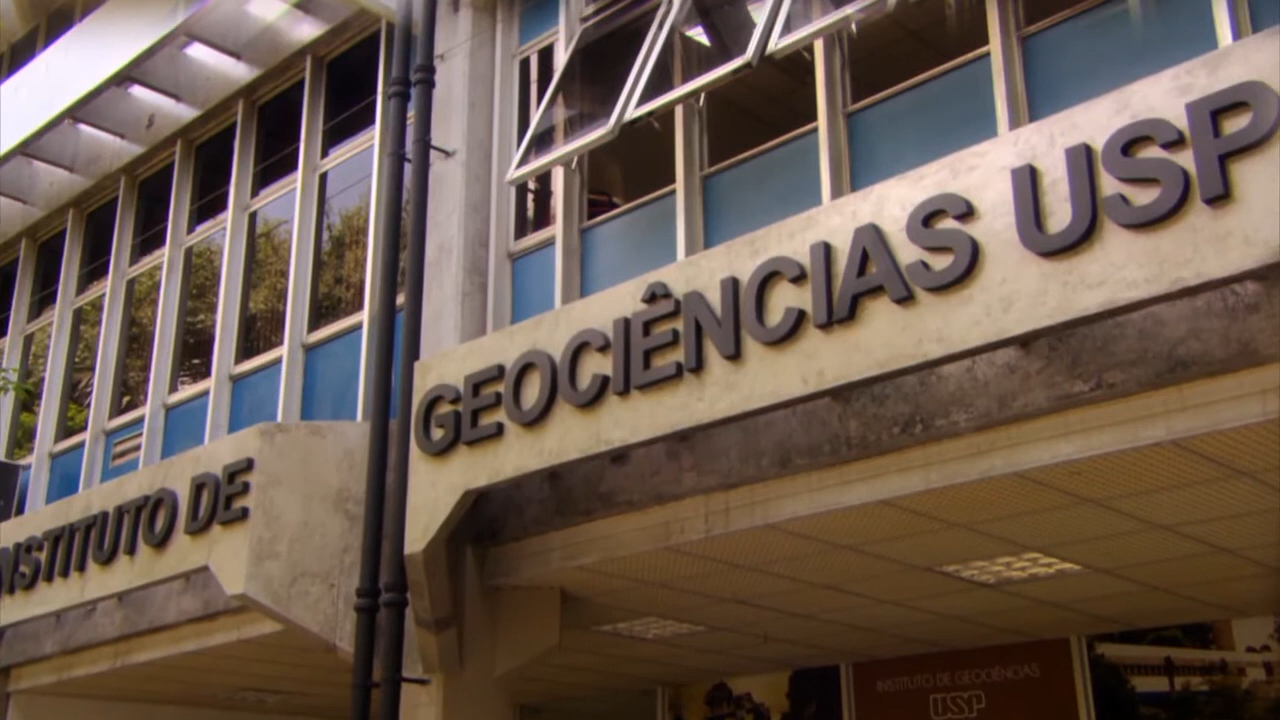 INSTITUTO DE GEOCIÊNCIAS USP
INSTITUTO DE GEOCIÊNCIAS
USP